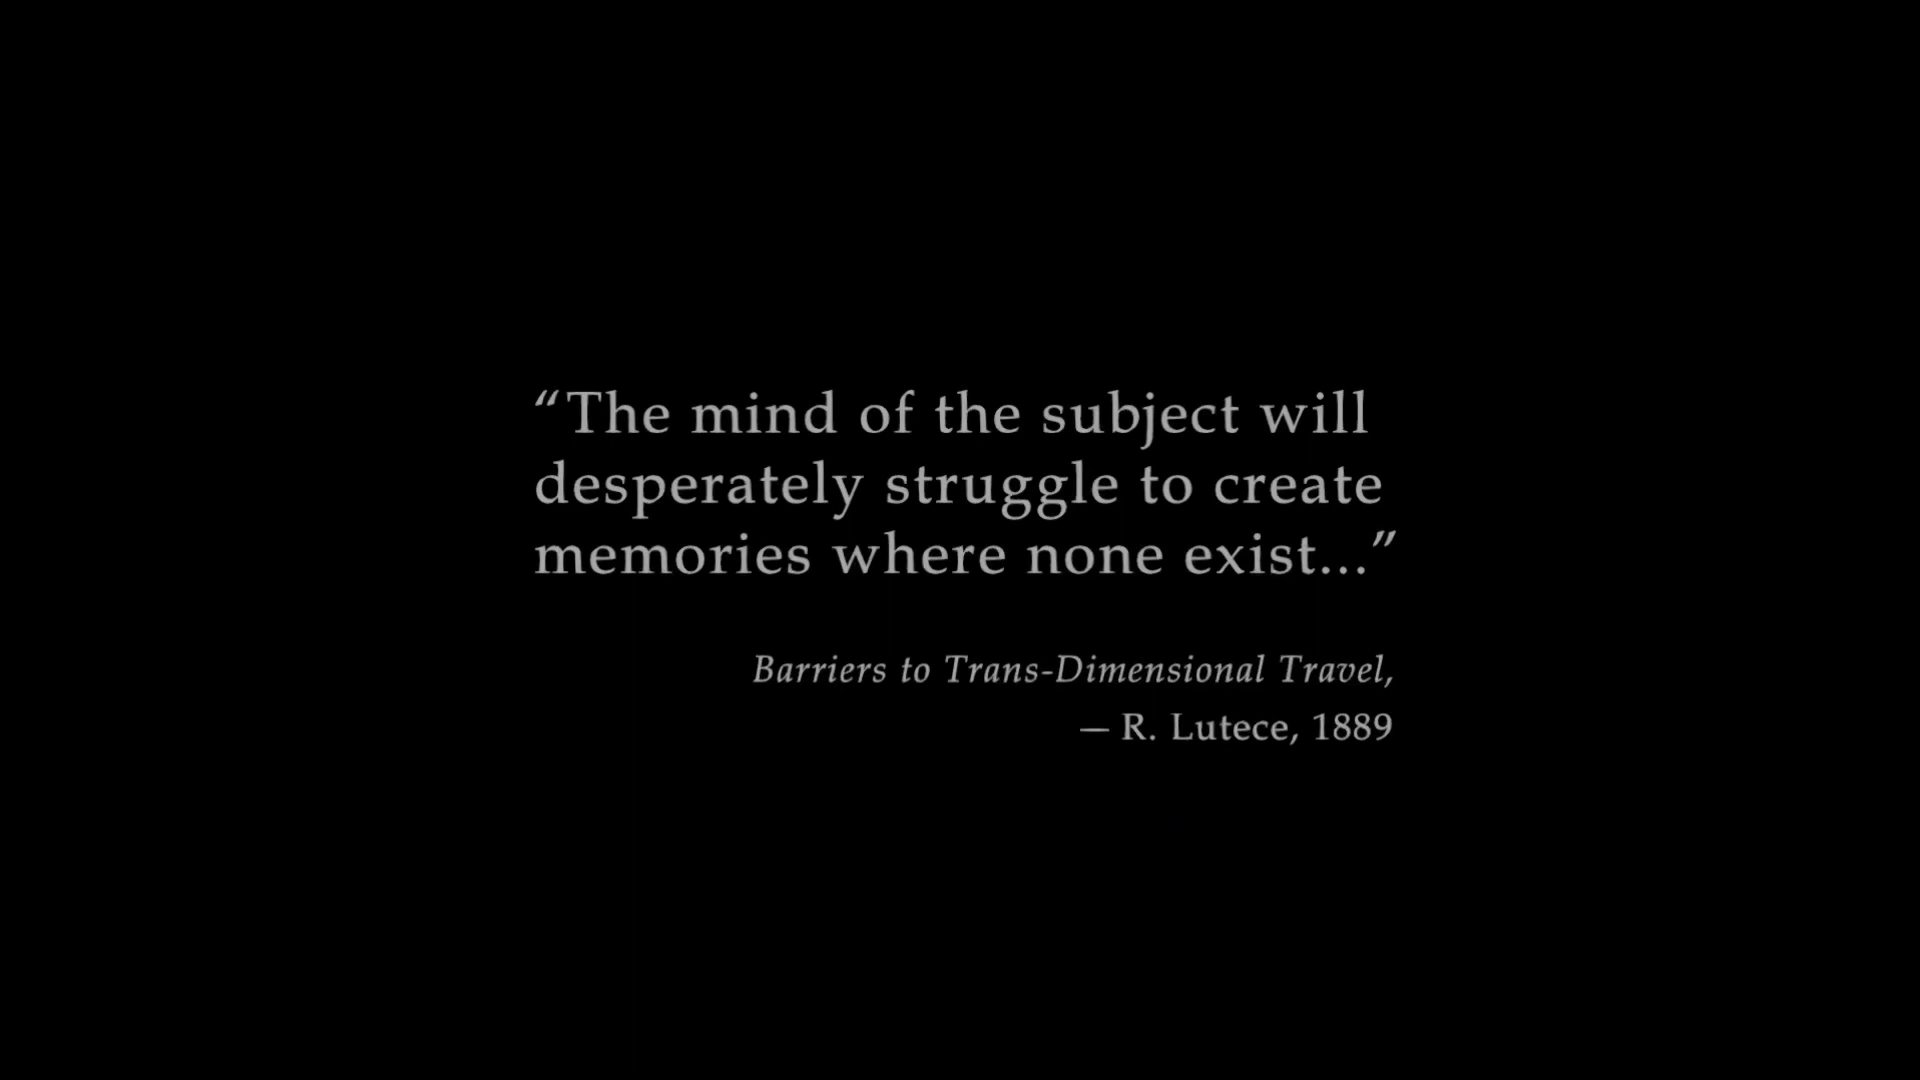 “The mind of the subject will
desperately struggle to create
memories where none exist...”
Barriers to Trans-Dimensional Travel,
— R. Lutece, 1889